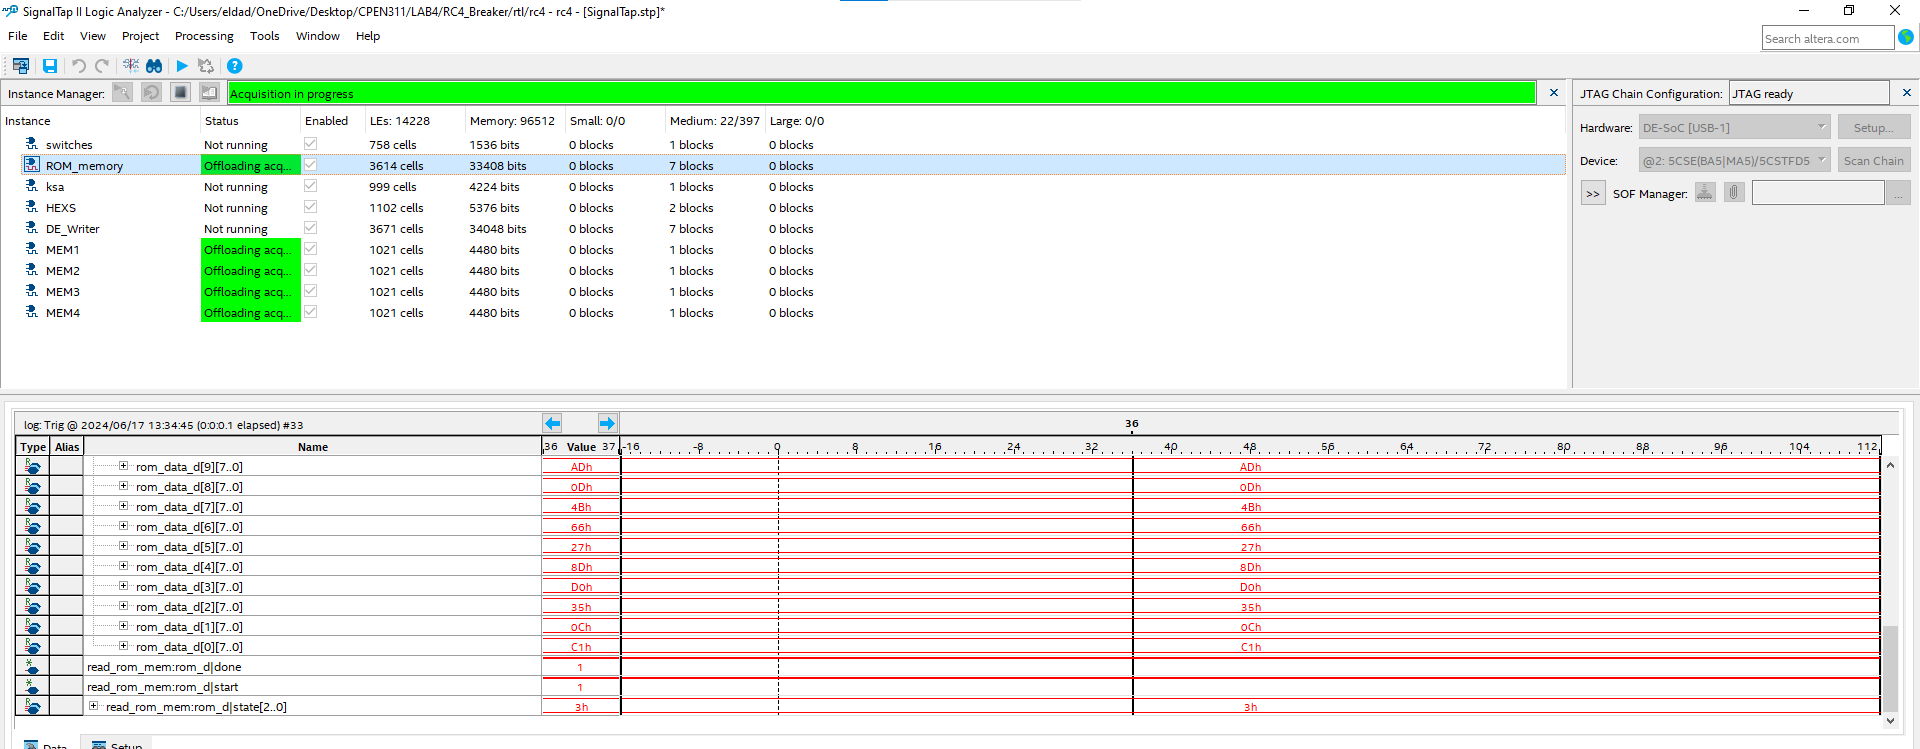 SignalTap II Logic Analyzer - C:/Users/eldad/OneDrive/Desktop/CPEN311/LAB4/RC4_Breaker/rtl/rc4 - rc4 - [SignalTap.stp]*
File Edit View Project Processing Tools Window Help
Search altera.com
Instance Manager: Acquisition in progress
JTAG Chain Configuration: JTAG ready
Instance Status Enabled LEs: 14228 Memory: 96512 Small: 0/0 Medium: 22/397 Large: 0/0
switches Not running 758 cells 1536 bits 0 blocks 1 blocks 0 blocks
ROM_memory Offloading acq... 3614 cells 33408 bits 0 blocks 7 blocks 0 blocks
ksa Not running 999 cells 4224 bits 0 blocks 1 blocks 0 blocks
HEXS Not running 1102 cells 5376 bits 0 blocks 2 blocks 0 blocks
DE_Writer Not running 3671 cells 34048 bits 0 blocks 7 blocks 0 blocks
MEM1 Offloading acq... 1021 cells 4480 bits 0 blocks 1 blocks 0 blocks
MEM2 Offloading acq... 1021 cells 4480 bits 0 blocks 1 blocks 0 blocks
MEM3 Offloading acq... 1021 cells 4480 bits 0 blocks 1 blocks 0 blocks
MEM4 Offloading acq... 1021 cells 4480 bits 0 blocks 1 blocks 0 blocks
Hardware: DE-SoC [USB-1] Setup...
Device: @2: 5CSE(BA5|MA5)/5CSTFD5 Scan Chain
>> SOF Manager: ...
log: Trig @ 2024/06/17 13:34:45 (0:0:0.1 elapsed) #33 36
Type Alias Name 36 Value 37 -16 -8 0 8 16 24 32 40 48 56 64 72 80 88 96 104 112
rom_data_d[9][7..0] ADh ADh
rom_data_d[8][7..0] 0Dh 0Dh
rom_data_d[7][7..0] 4Bh 4Bh
rom_data_d[6][7..0] 66h 66h
rom_data_d[5][7..0] 27h 27h
rom_data_d[4][7..0] 8Dh 8Dh
rom_data_d[3][7..0] D0h D0h
rom_data_d[2][7..0] 35h 35h
rom_data_d[1][7..0] 0Ch 0Ch
rom_data_d[0][7..0] C1h C1h
read_rom_mem:rom_d|done 1
read_rom_mem:rom_d|start 1
read_rom_mem:rom_d|state[2..0] 3h 3h
Data Setup